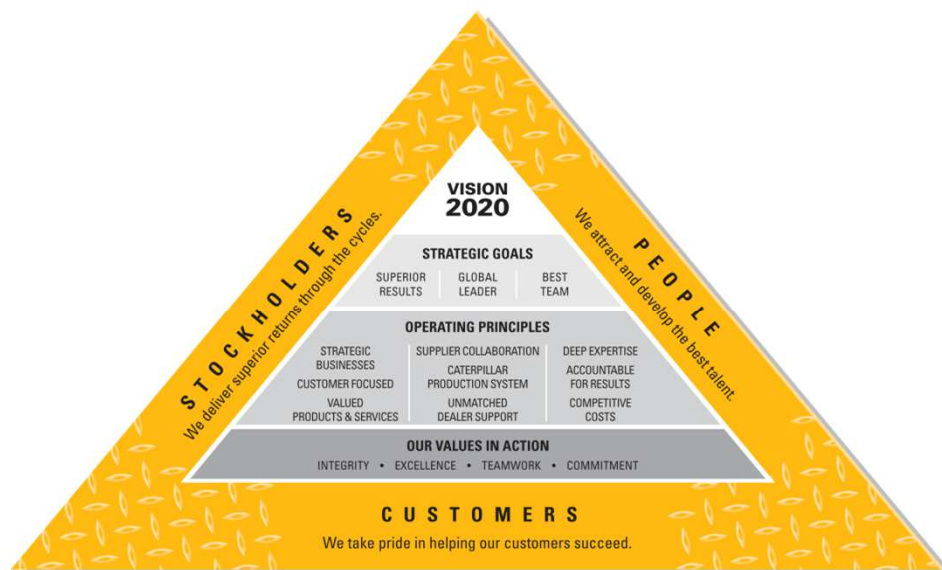 VISION
2020
STRATEGIC GOALS
SUPERIOR
RESULTS
GLOBAL
LEADER
BEST
TEAM
OPERATING PRINCIPLES
STRATEGIC
BUSINESSES
CUSTOMER FOCUSED
VALUED
PRODUCTS & SERVICES
SUPPLIER COLLABORATION
CATERPILLAR
PRODUCTION SYSTEM
UNMATCHED
DEALER SUPPORT
DEEP EXPERTISE
ACCOUNTABLE
FOR RESULTS
COMPETITIVE
COSTS
OUR VALUES IN ACTION
INTEGRITY • EXCELLENCE • TEAMWORK • COMMITMENT
STOCKHOLDERS
We deliver superior returns through the cycles.
PEOPLE
We attract and develop the best talent.
CUSTOMERS
We take pride in helping our customers succeed.